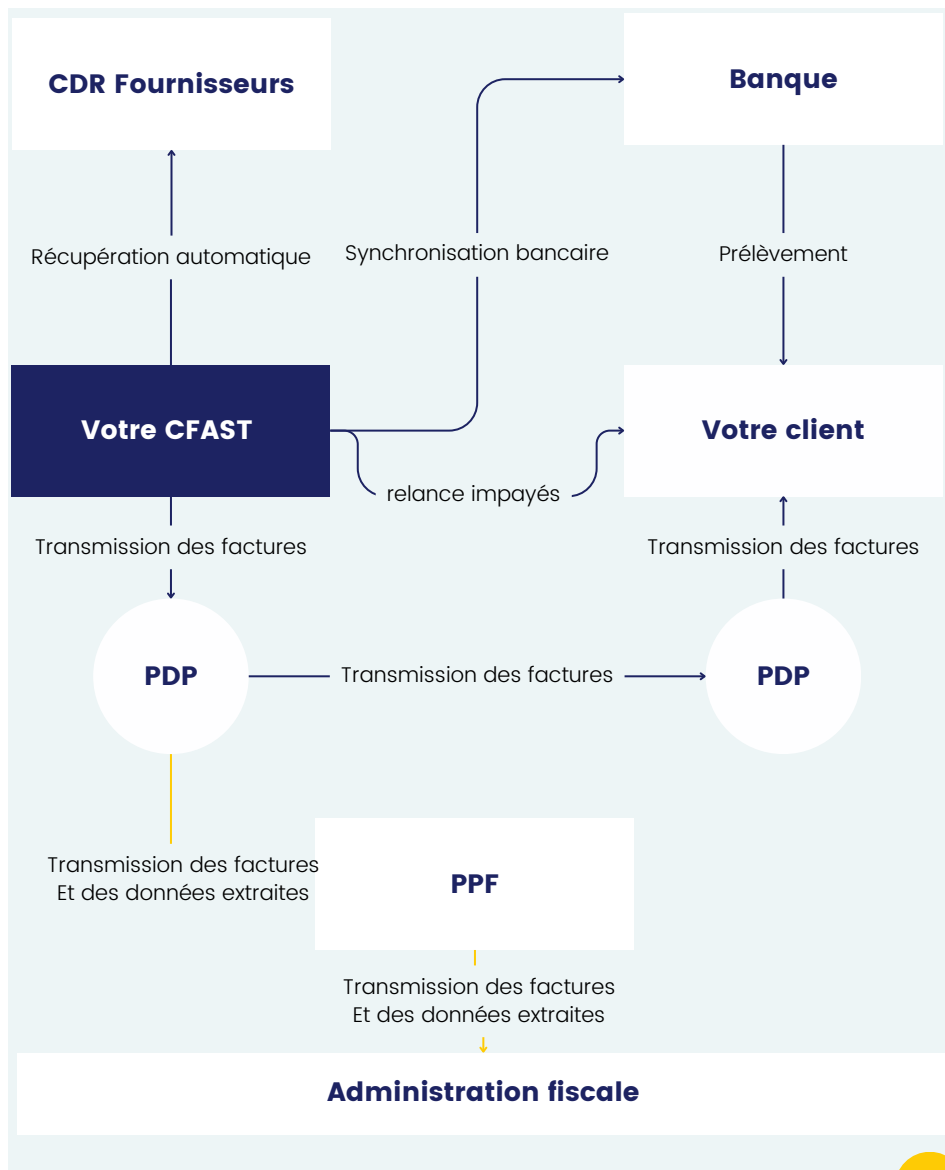 CDR Fournisseurs
Banque
Récupération automatique
Synchronisation bancaire
Prélèvement
Votre CFAST
Votre client
relance impayés
Transmission des factures
Transmission des factures
PDP
Transmission des factures
PDP
Transmission des factures
Et des données extraites
PPF
Transmission des factures
Et des données extraites
Administration fiscale